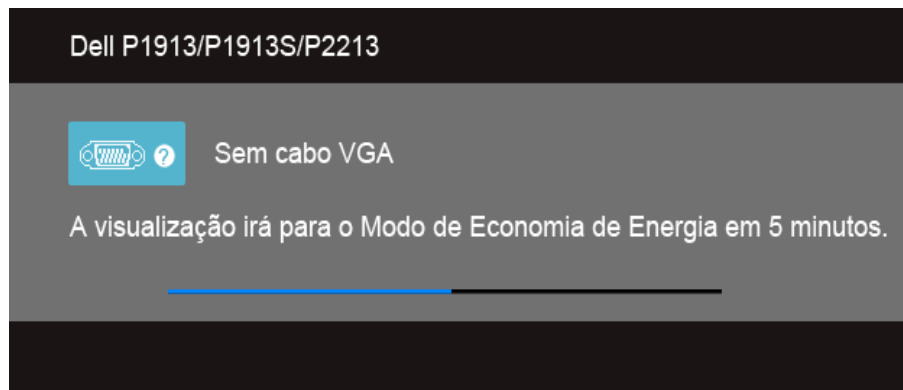 Dell P1913/P1913S/P2213
Sem cabo VGA
A visualização irá para o Modo de Economia de Energia em 5 minutos.